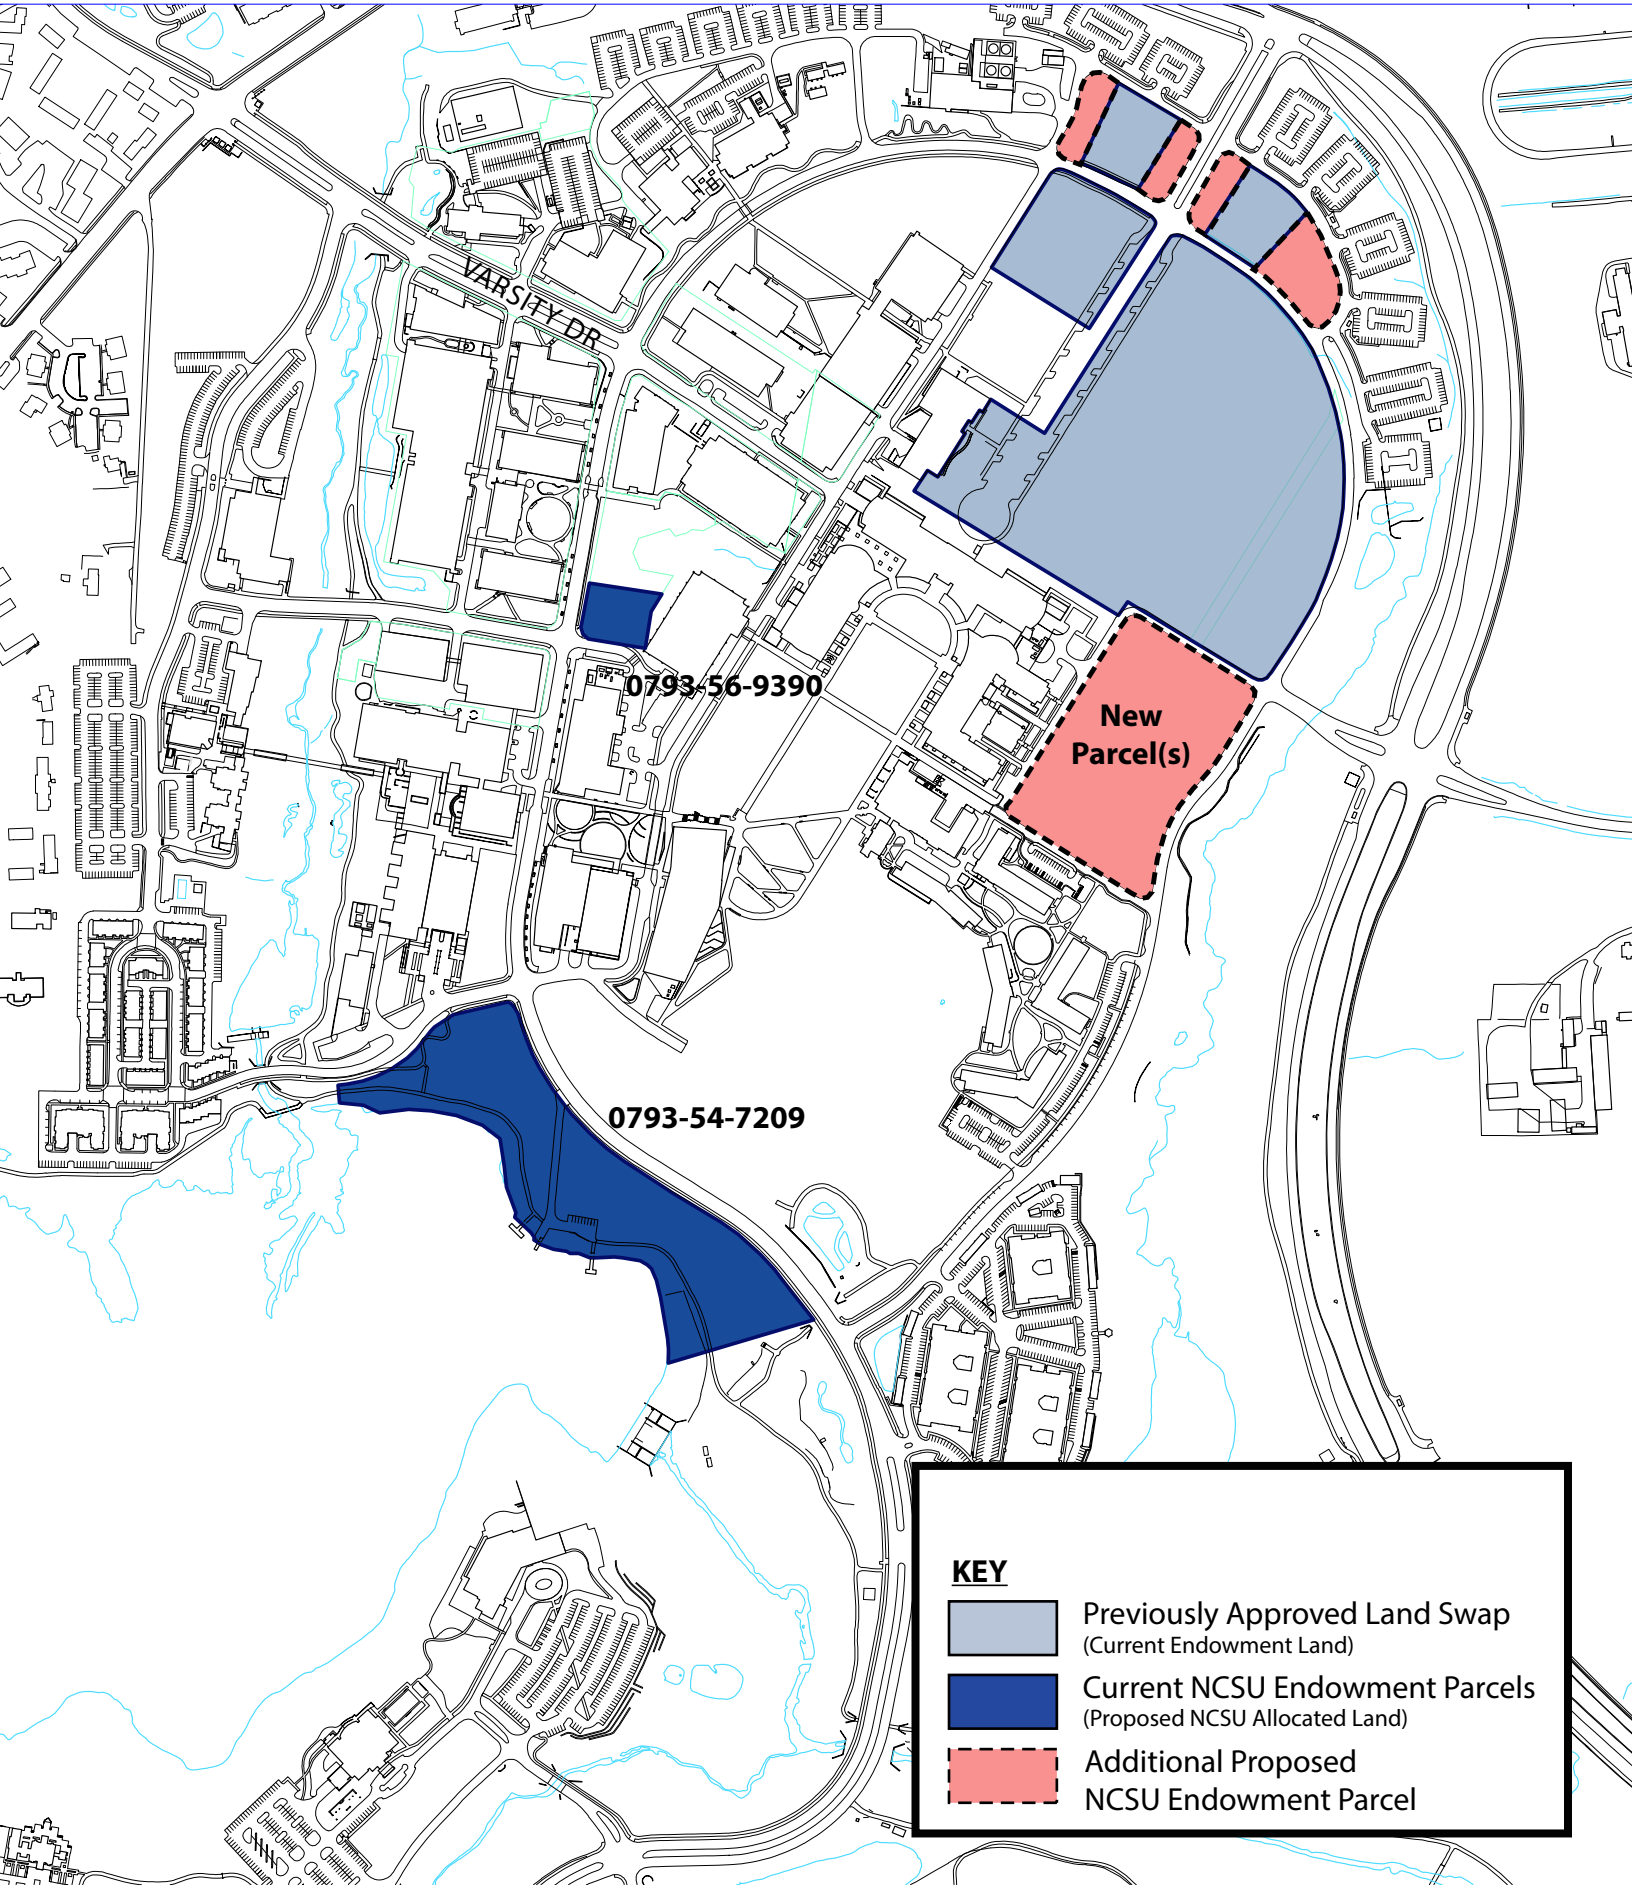 VARSITY DR
0793-56-9390
New
Parcel(s)
0793-54-7209
KEY
Previously Approved Land Swap
(Current Endowment Land)
Current NCSU Endowment Parcels
(Proposed NCSU Allocated Land)
Additional Proposed
NCSU Endowment Parcel